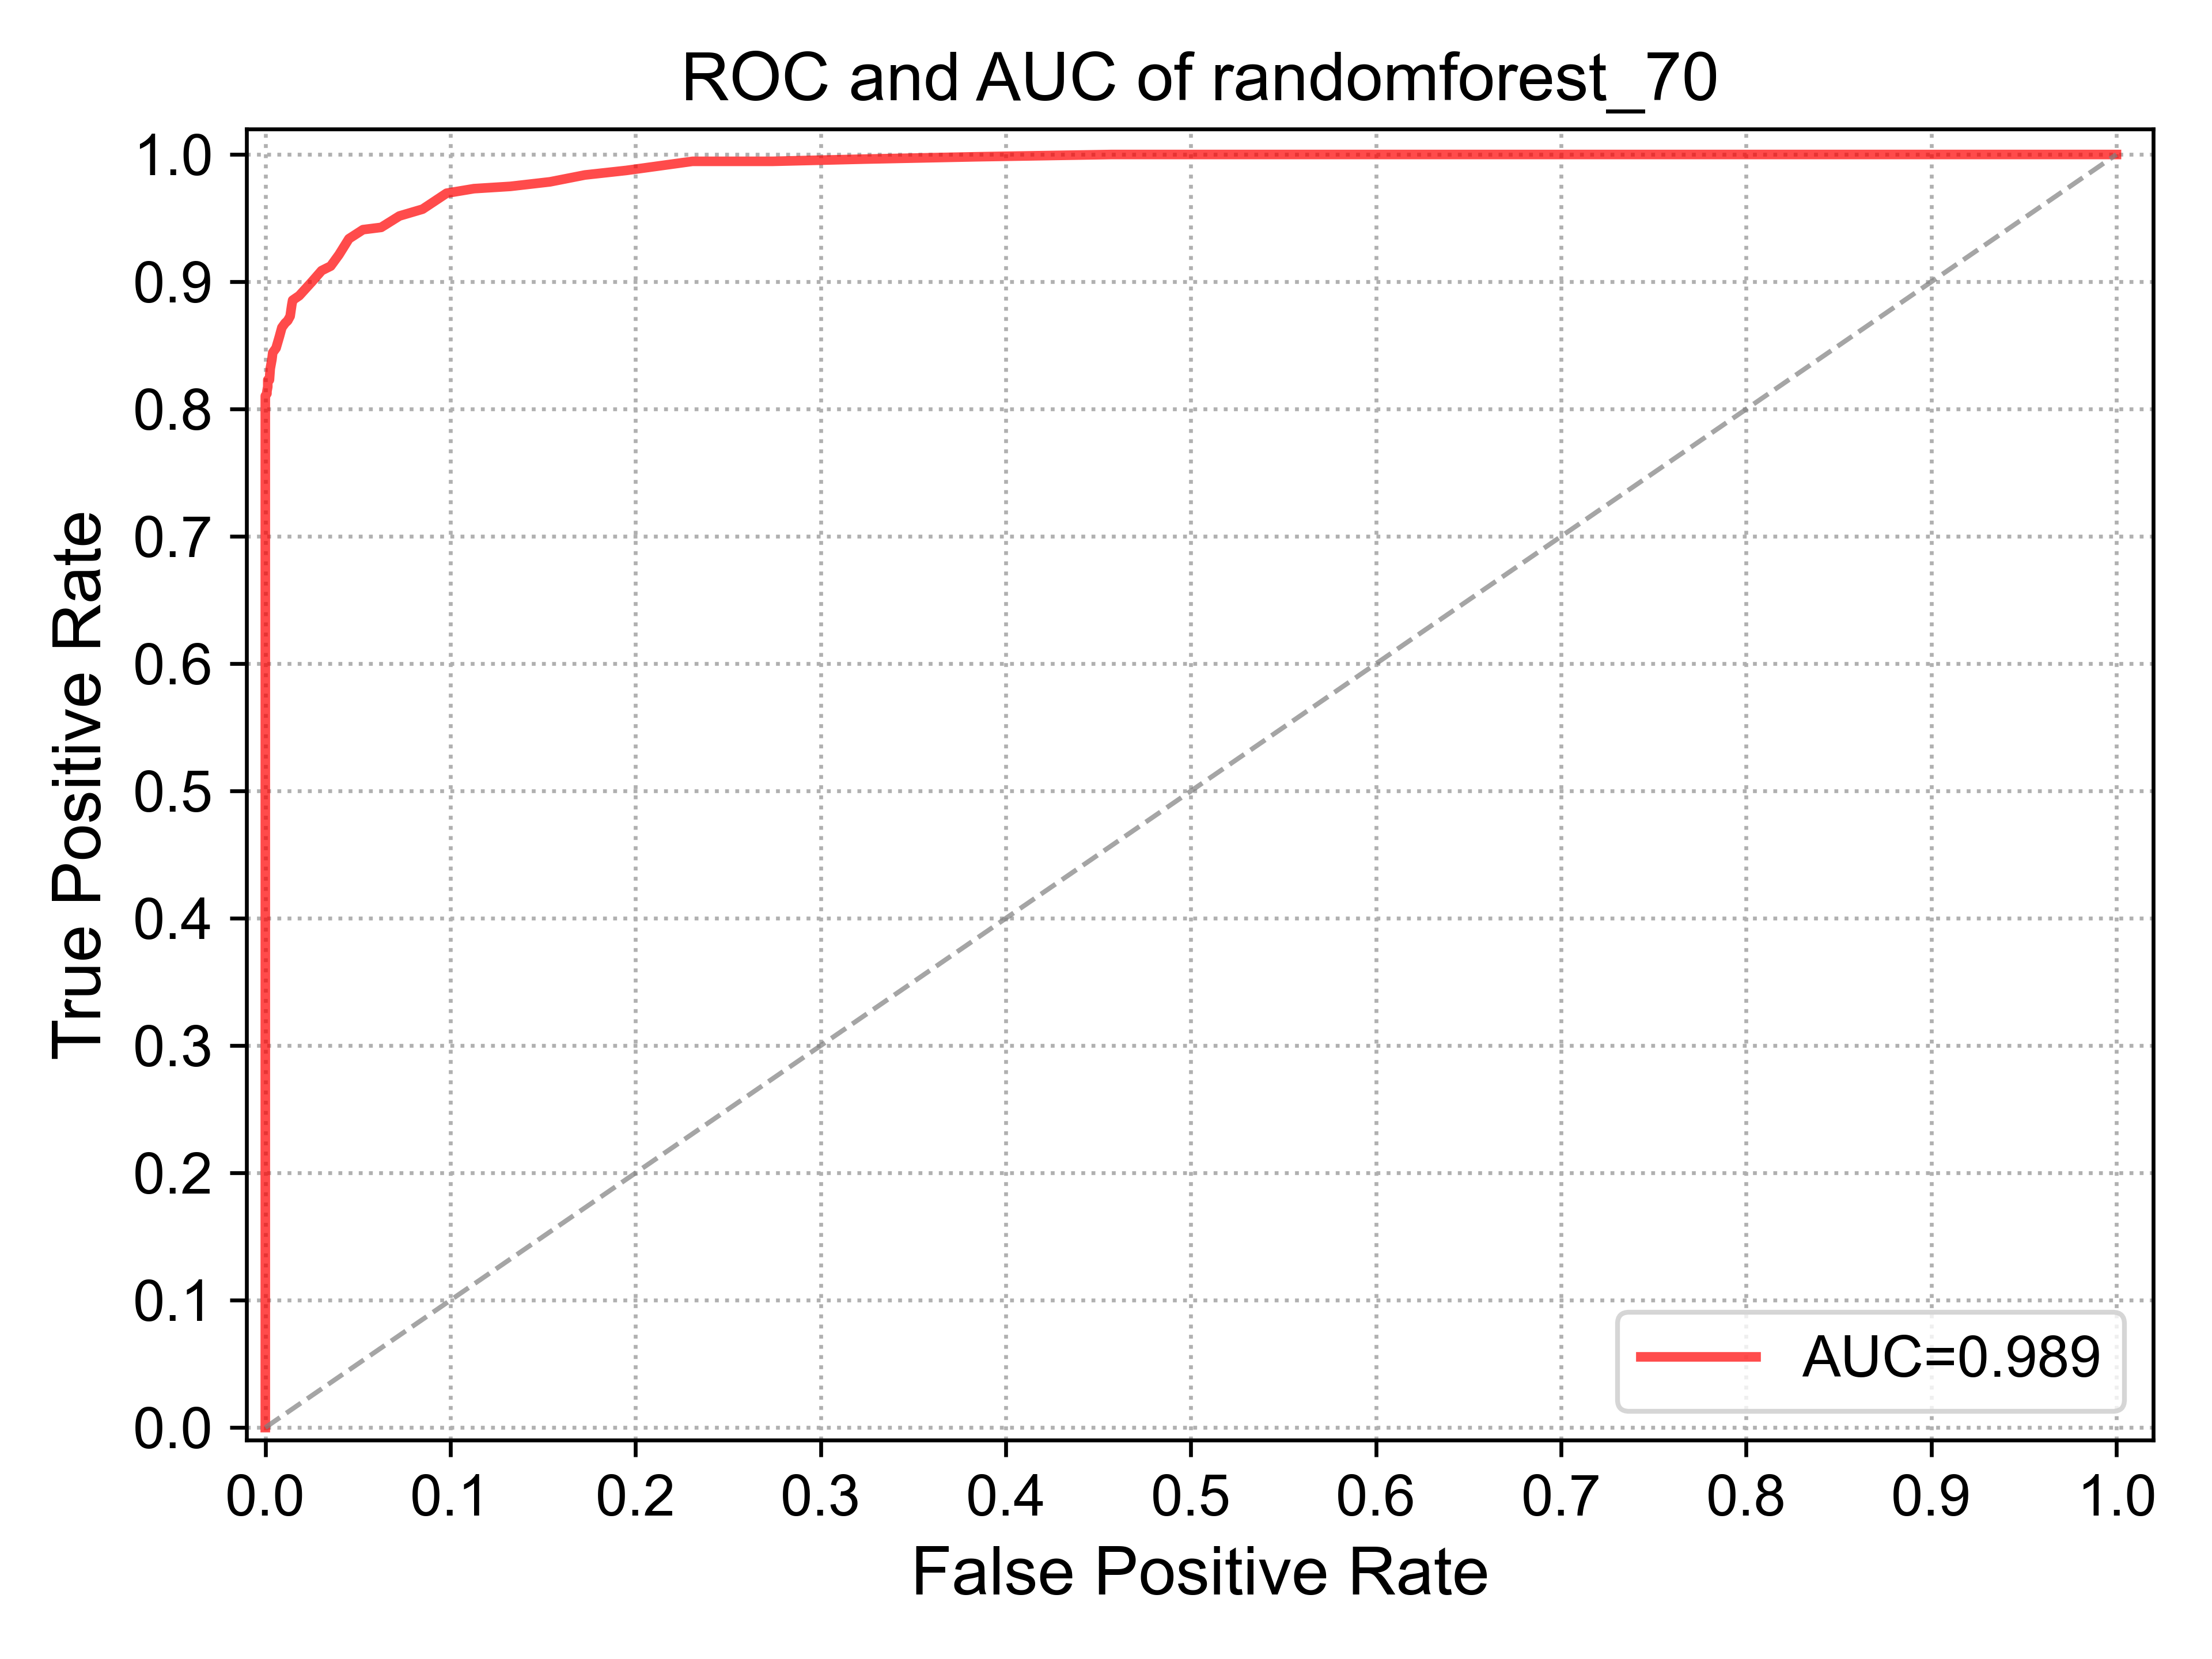 ROC and AUC of randomforest_70
1.0
0.9
0.8
0.7
0.6
0.5
0.4
0.3
0.2
0.1
0.0
True Positive Rate
AUC=0.989
0.0 0.1 0.2 0.3 0.4 0.5 0.6 0.7 0.8 0.9 1.0
False Positive Rate